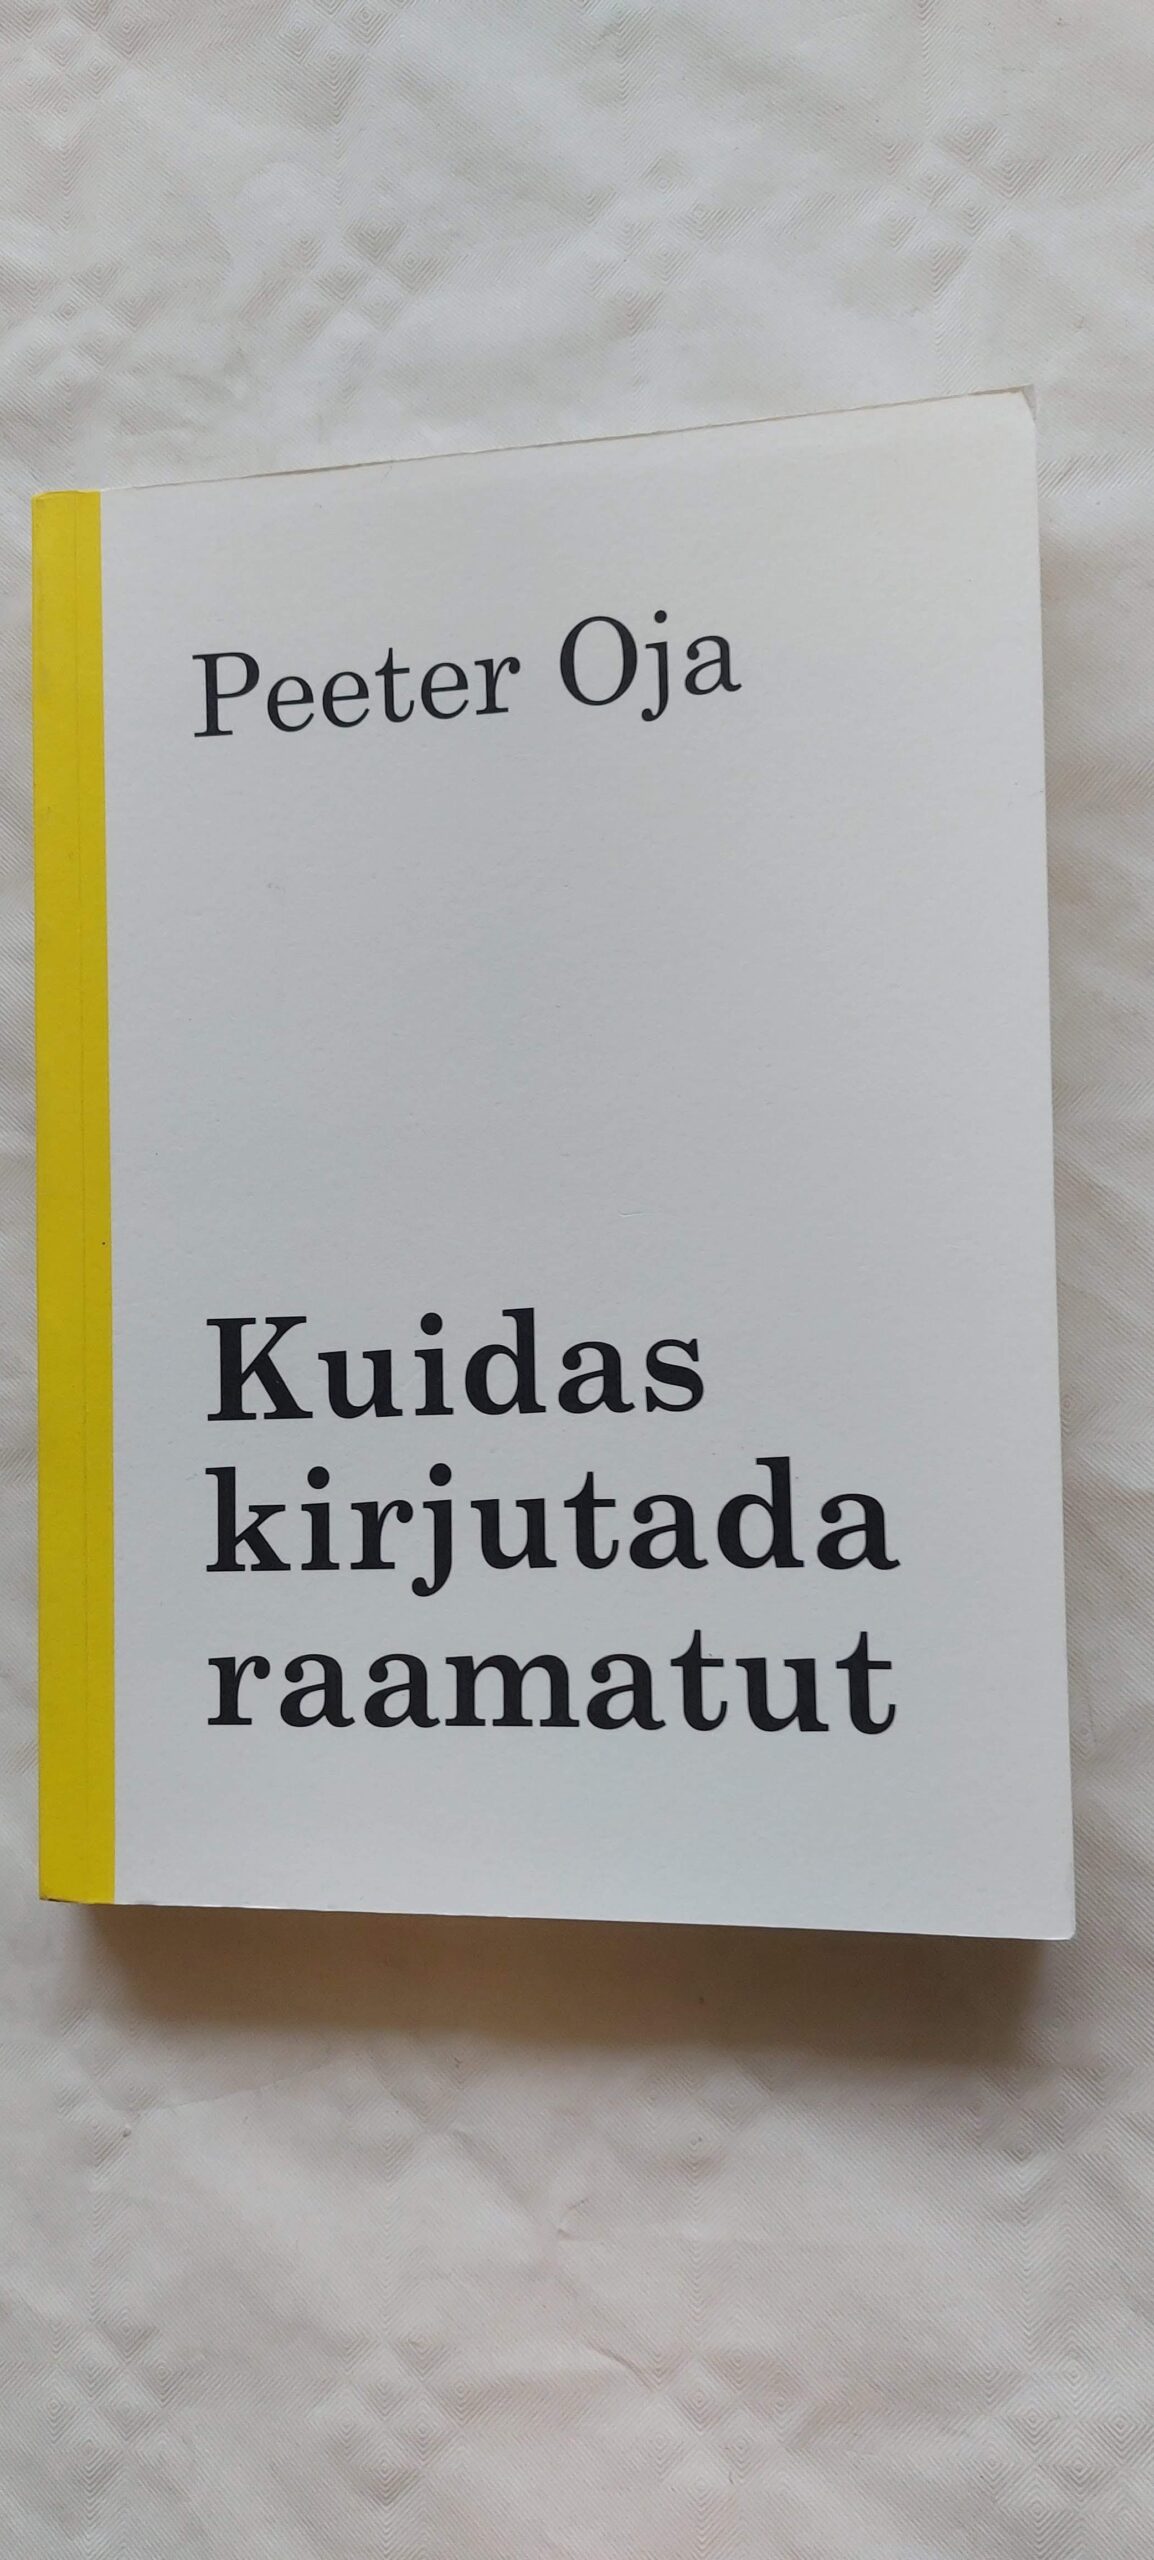 Peeter Oja
Kuidas
kirjutada
raamatut